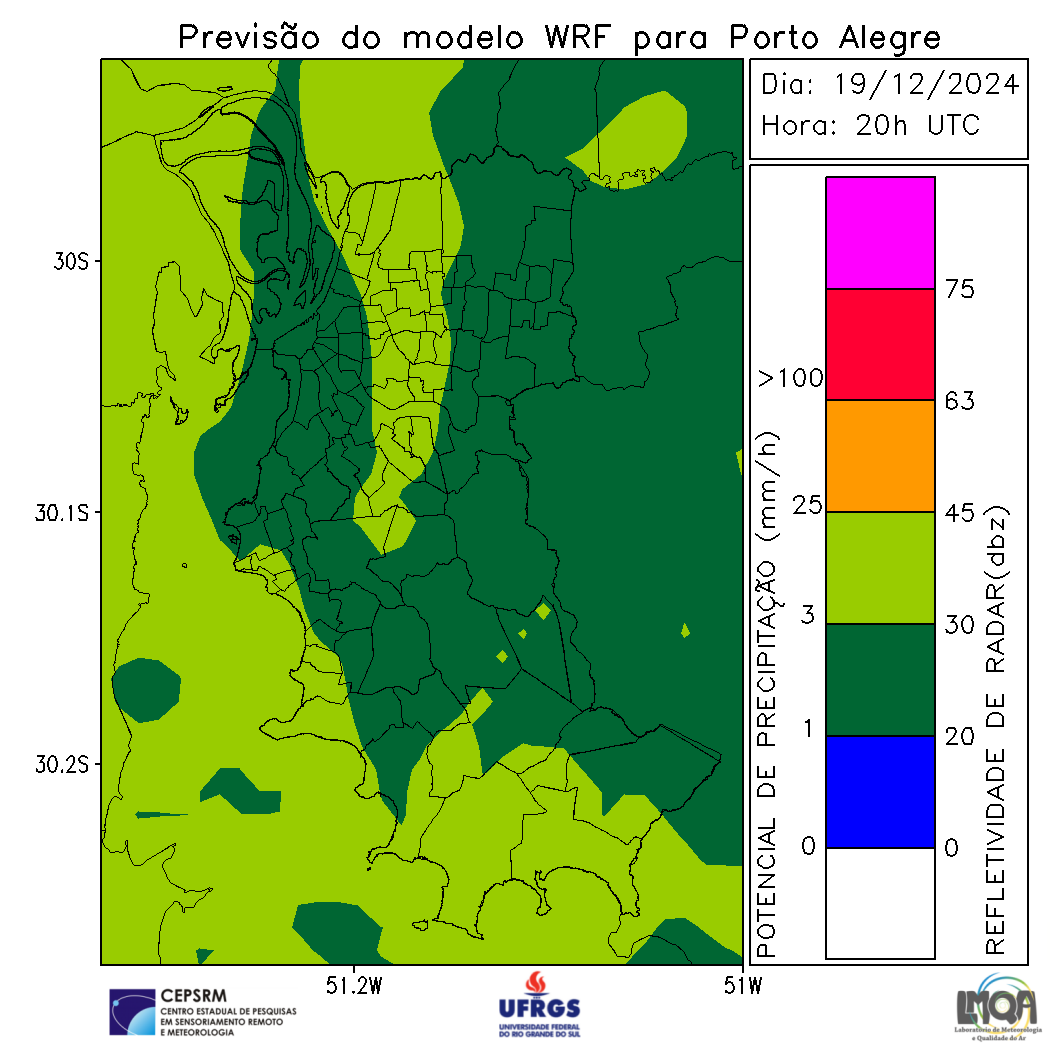 Previsão do modelo WRF para Porto Alegre
Dia: 19/12/2024
Hora: 20h UTC
30S
30.1S
30.2S
51.2W
51W
POTENCIAL DE PRECIPITAÇÃO (mm/h)
>100
25
3
1
0
75
63
45
30
20
0
REFLETIVIDADE DE RADAR(dbz)
CEPSRM
CENTRO ESTADUAL DE PESQUISAS
EM SENSORIAMENTO REMOTO
E METEOROLOGIA
UFRGS
UNIVERSIDADE FEDERAL
DO RIO GRANDE DO SUL
LMQA
Laboratório de Meteorologia
e Qualidade do Ar